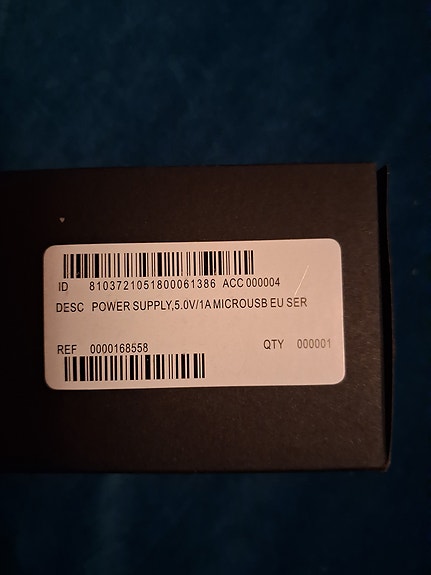 ID 8103721051800061386 ACC 000004
DESC POWER SUPPLY,5.0V/1A MICROUSB EU SER
REF 0000168558 QTY 000001